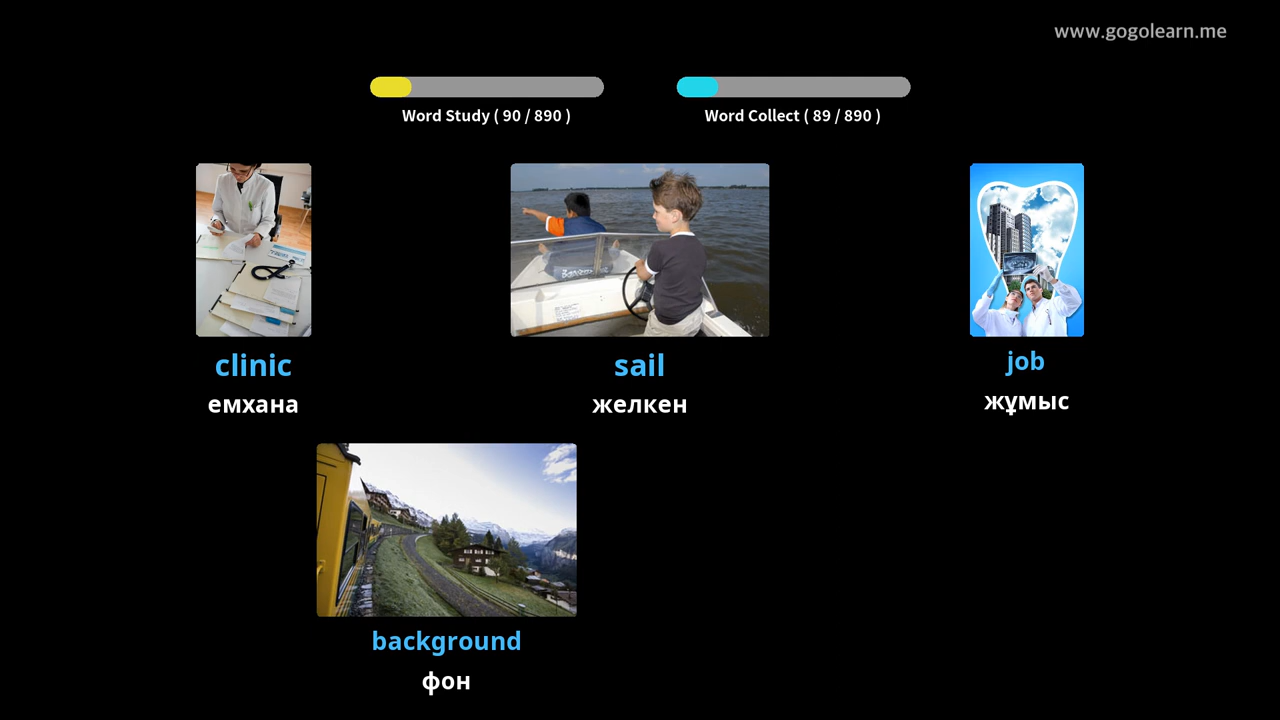 www.gogolearn.me
Word Study ( 90 / 890 )
Word Collect ( 89 / 890 )
clinic
емхана
sail
желкен
job
жұмыс
background
фон